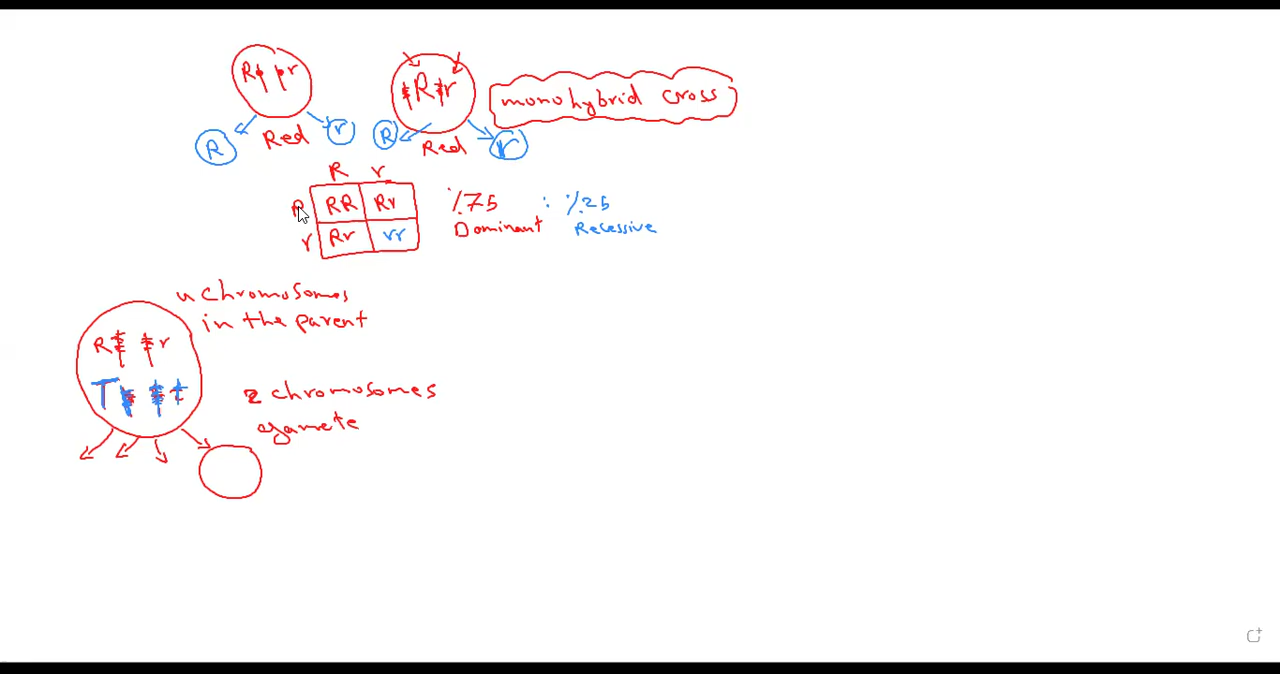 R r
R r
monohybrid cross
R Red r R Red r
R r
R RR Rr %75 : %25
Dominant Recessive
r Rr rr
4 chromosomes
in the parent
R r
T t
2 chromosomes
gamete